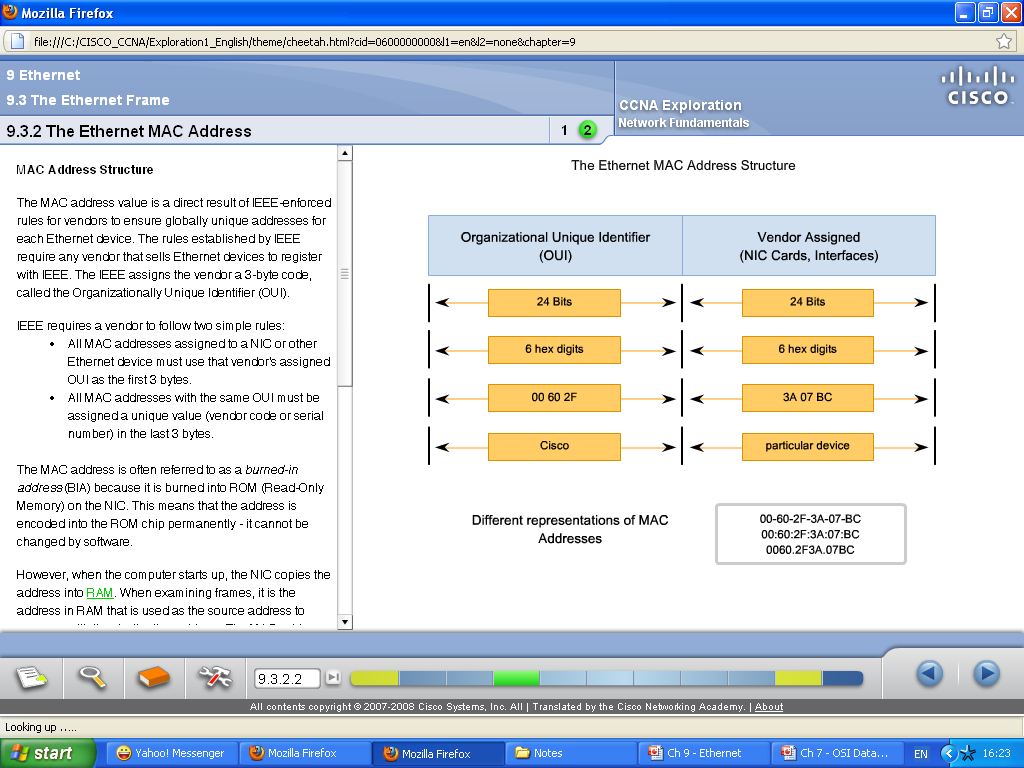 Mozilla Firefox
file:///C:/CISCO_CCNA/Exploration1_English/theme/cheetah.html?cid=0600000000&l1=en&l2=none&chapter=9
9 Ethernet
9.3 The Ethernet Frame
CCNA Exploration
Network Fundamentals
CISCO
9.3.2 The Ethernet MAC Address
1 2
MAC Address Structure
The MAC address value is a direct result of IEEE-enforced
rules for vendors to ensure globally unique addresses for
each Ethernet device. The rules established by IEEE
require any vendor that sells Ethernet devices to register
with IEEE. The IEEE assigns the vendor a 3-byte code,
called the Organizationally Unique Identifier (OUI).
IEEE requires a vendor to follow two simple rules:
• All MAC addresses assigned to a NIC or other
Ethernet device must use that vendor's assigned
OUI as the first 3 bytes.
• All MAC addresses with the same OUI must be
assigned a unique value (vendor code or serial
number) in the last 3 bytes.
The MAC address is often referred to as a burned-in
address (BIA) because it is burned into ROM (Read-Only
Memory) on the NIC. This means that the address is
encoded into the ROM chip permanently - it cannot be
changed by software.
However, when the computer starts up, the NIC copies the
address into RAM. When examining frames, it is the
address in RAM that is used as the source address to
The Ethernet MAC Address Structure
Organizational Unique Identifier
(OUI)
Vendor Assigned
(NIC Cards, Interfaces)
24 Bits
24 Bits
6 hex digits
6 hex digits
00 60 2F
3A 07 BC
Cisco
particular device
Different representations of MAC
Addresses
00-60-2F-3A-07-BC
00:60:2F:3A:07:BC
0060.2F3A.07BC
9.3.2.2
All contents copyright © 2007-2008 Cisco Systems, Inc. All | Translated by the Cisco Networking Academy. | About
Looking up .....
start
Yahoo! Messenger
Mozilla Firefox
Mozilla Firefox
Notes
Ch 9 - Ethernet
Ch 7 - OSI Data...
EN
16:23